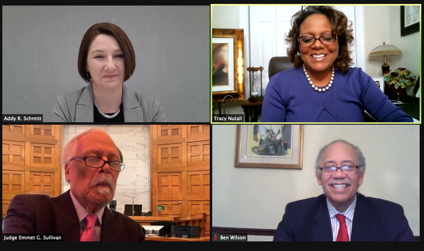 Addy R. Schmitt
Tracy Nutall
Judge Emmet G. Sullivan
Ben Wilson